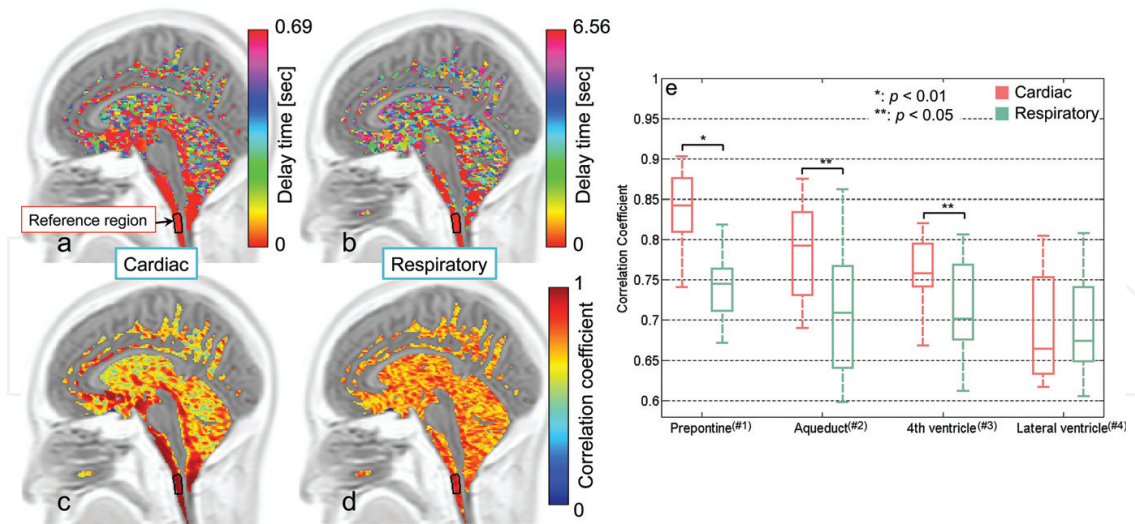 0.69
Delay time [sec]
0
Reference region
a
6.56
Delay time [sec]
0
b
Cardiac
Respiratory
c
d
1
Correlation coefficient
0
e
*: p < 0.01
**: p < 0.05
Cardiac
Respiratory
Correlation Coefficient
1
0.95
0.9
0.85
0.8
0.75
0.7
0.65
0.6
*
**
**
Prepontine(#1) Aqueduct(#2) 4th ventricle(#3) Lateral ventricle(#4)